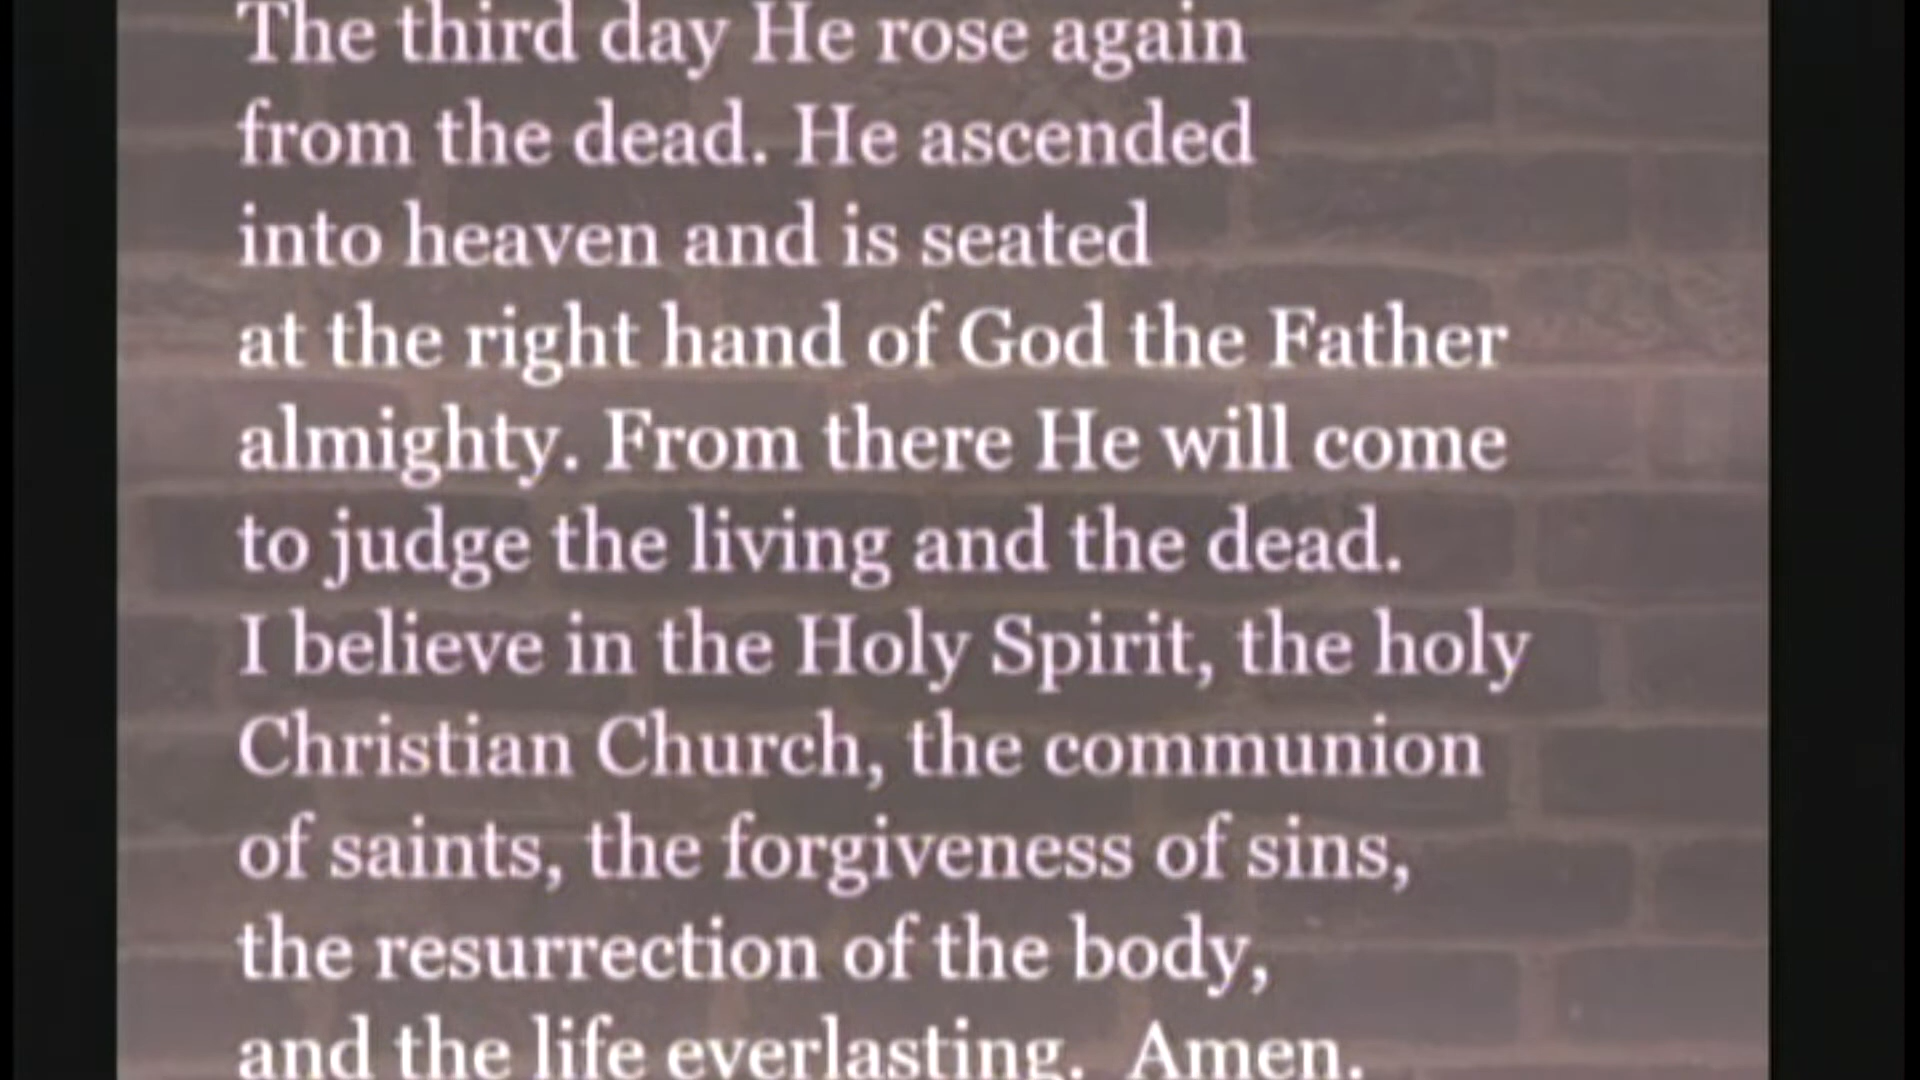 The third day He rose again
from the dead. He ascended
into heaven and is seated
at the right hand of God the Father
almighty. From there He will come
to judge the living and the dead.
I believe in the Holy Spirit, the holy
Christian Church, the communion
of saints, the forgiveness of sins,
the resurrection of the body,
and the life everlasting. Amen.